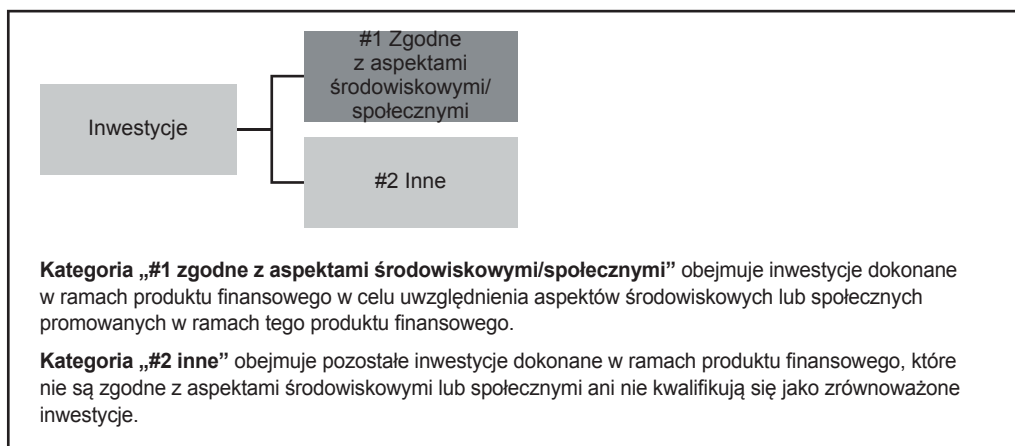 #1 Zgodne
z aspektami
środowiskowymi/
społecznymi
Inwestycje
#2 Inne
Kategoria „#1 zgodne z aspektami środowiskowymi/społecznymi” obejmuje inwestycje dokonane
w ramach produktu finansowego w celu uwzględnienia aspektów środowiskowych lub społecznych
promowanych w ramach tego produktu finansowego.
Kategoria „#2 inne” obejmuje pozostałe inwestycje dokonane w ramach produktu finansowego, które
nie są zgodne z aspektami środowiskowymi lub społecznymi ani nie kwalifikują się jako zrównoważone
inwestycje.